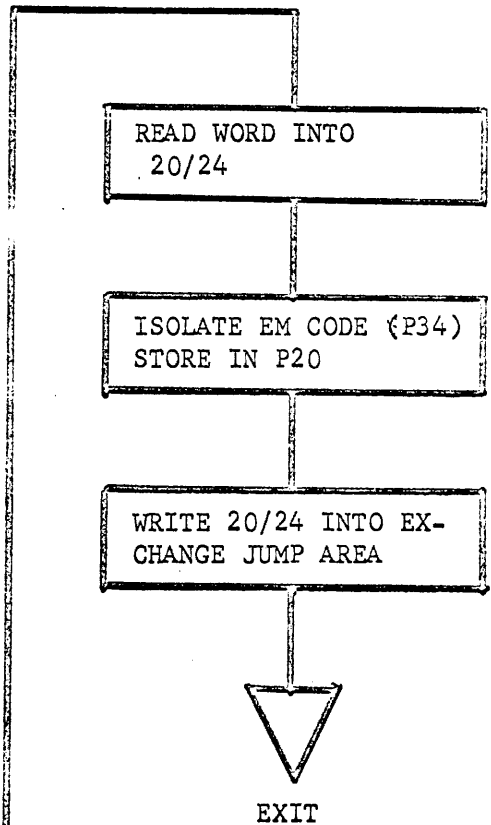 READ WORD INTO
20/24
ISOLATE EM CODE (P34)
STORE IN P20
WRITE 20/24 INTO EX-
CHANGE JUMP AREA
EXIT